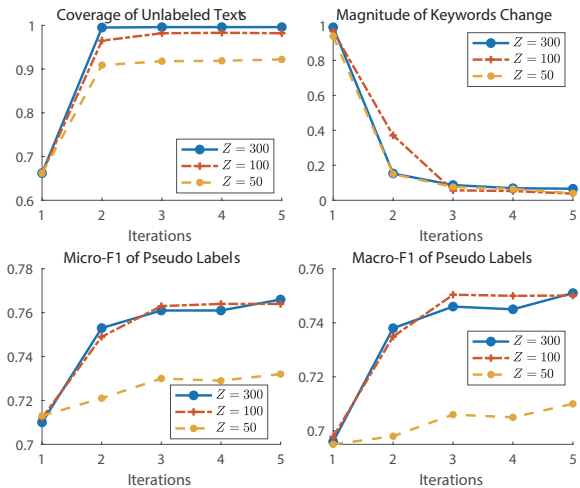 Coverage of Unlabeled Texts
1
0.9
0.8
0.7
0.6
Z = 300
Z = 100
Z = 50
1 2 3 4 5
Iterations
Magnitude of Keywords Change
1
0.8
0.6
0.4
0.2
0
Z = 300
Z = 100
Z = 50
1 2 3 4 5
Iterations
Micro-F1 of Pseudo Labels
0.78
0.76
0.74
0.72
0.7
Z = 300
Z = 100
Z = 50
1 2 3 4 5
Iterations
Macro-F1 of Pseudo Labels
0.76
0.74
0.72
0.7
Z = 300
Z = 100
Z = 50
1 2 3 4 5
Iterations